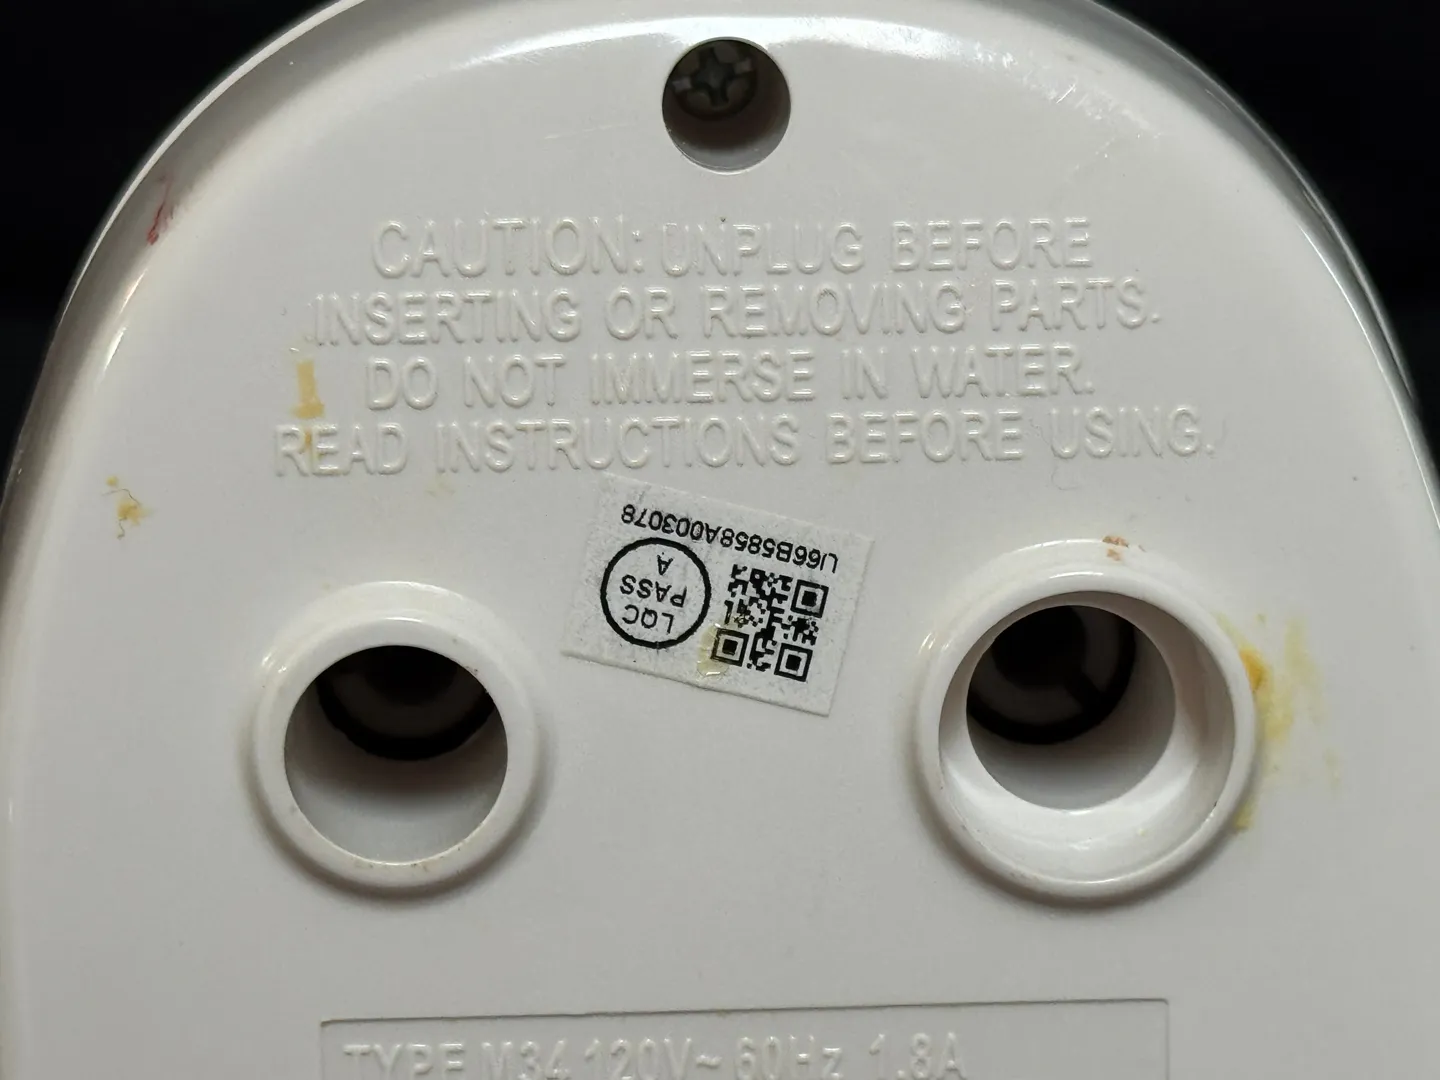 CAUTION: UNPLUG BEFORE
INSERTING OR REMOVING PARTS.
DO NOT IMMERSE IN WATER.
READ INSTRUCTIONS BEFORE USING.
U66B5858A003078
LQC
PASS
A
TYPE M34 120V~ 60Hz 1.8A